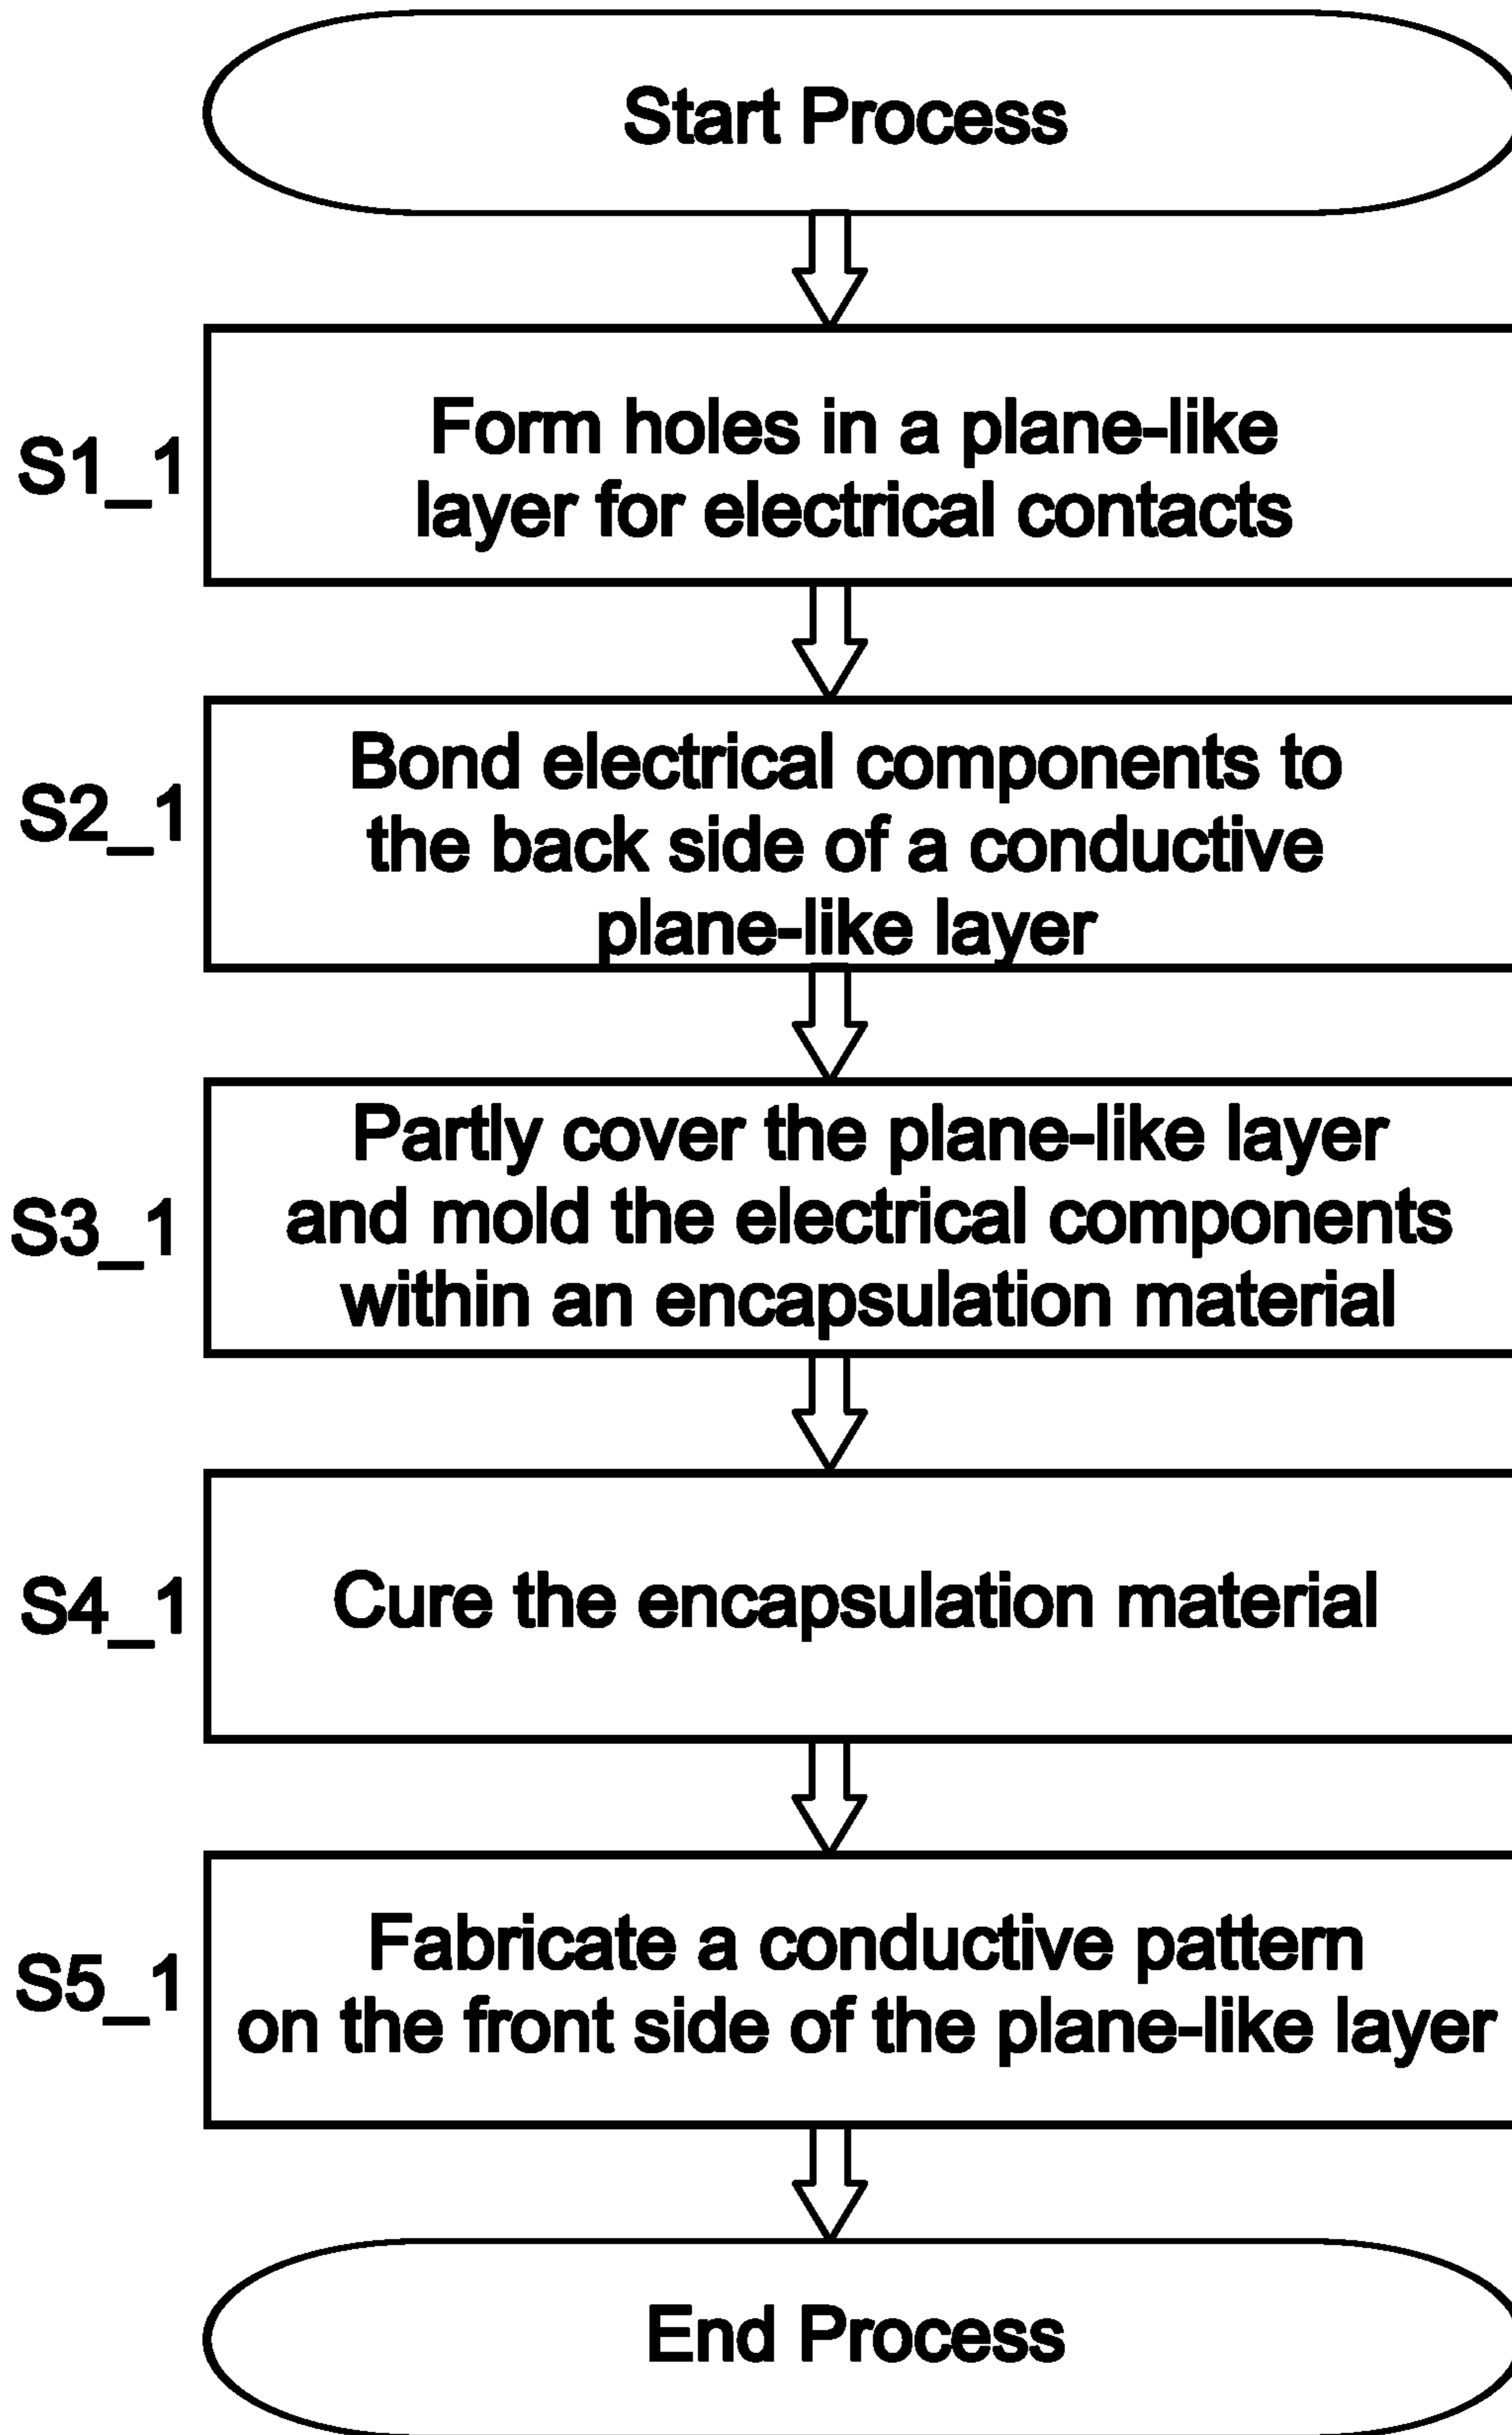 Start Process
S1_1
Form holes in a plane-like
layer for electrical contacts
S2_1
Bond electrical components to
the back side of a conductive
plane-like layer
S3_1
Partly cover the plane-like layer
and mold the electrical components
within an encapsulation material
S4_1
Cure the encapsulation material
S5_1
Fabricate a conductive pattern
on the front side of the plane-like layer
End Process